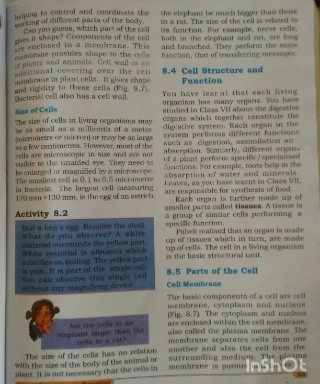 helping to control and coordinate the
working of different parts of the body.
Can you guess, which part of the cell
gives it shape? Components of the cell
are enclosed in a membrane. This
membrane provides shape to the cells
of plants and animals. Cell wall is an
additional covering over the cell
membrane in plant cells. It gives shape
and rigidity to these cells (Fig. 8.7).
Bacterial cell also has a cell wall.
Size of Cells
The size of cells in living organisms may
be as small as a millionth of a metre
(micrometre or micron) or may be as large
as a few centimetres. However, most of the
cells are microscopic in size and are not
visible to the unaided eye. They need to
be enlarged or magnified by a microscope.
The smallest cell is 0.1 to 0.5 micrometre
in bacteria. The largest cell measuring
170 mm ×130 mm, is the egg of an ostrich.
Activity 8.2
Boil a hen's egg. Remove the shell.
What do you observe? A white
material surrounds the yellow part.
White material is albumen which
solidifies on boiling. The yellow part
is yolk. It is part of the single cell.
You can observe this single cell
without any magnifying device.
Are the cells in an
elephant larger than the
cells in a rat?
The size of the cells has no relation
with the size of the body of the animal or
plant. It is not necessary that the cells in
the elephant be much bigger than those
in a rat. The size of the cell is related to
its function. For example, nerve cells,
both in the elephant and rat, are long
and branched. They perform the same
function, that of transferring messages.
8.4 Cell Structure and
Function
You have learnt that each living
organism has many organs. You have
studied in Class VII about the digestive
organs which together constitute the
digestive system. Each organ in the
system performs different functions
such as digestion, assimilation and
absorption. Similarly, different organs
of a plant perform specific/specialised
functions. For example, roots help in the
absorption of water and minerals.
Leaves, as you have learnt in Class VII,
are responsible for synthesis of food.
Each organ is further made up of
smaller parts called tissues. A tissue is
a group of similar cells performing a
specific function.
Paheli realised that an organ is made
up of tissues which in turn, are made
up of cells. The cell in a living organism
is the basic structural unit.
8.5 Parts of the Cell
Cell Membrane
The basic components of a cell are cell
membrane, cytoplasm and nucleus
(Fig. 8.7). The cytoplasm and nucleus
are enclosed within the cell membrane,
also called the plasma membrane. The
membrane separates cells from one
another and also the cell from the
surrounding medium. The plasma
membrane is porous
InShOt